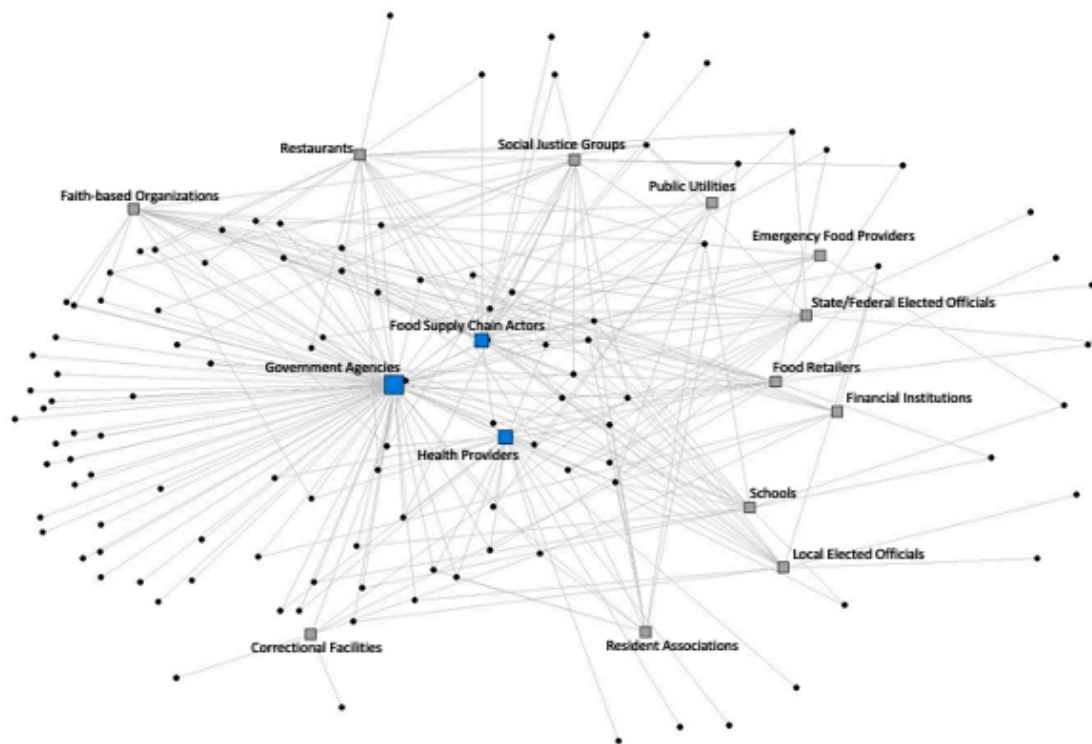 Social Justice Groups
Restaurants
Public Utilities
Faith-based Organizations
Emergency Food Providers
State/Federal Elected Officials
Food Supply Chain Actors
Government Agencies
Food Retailers
Financial Institutions
Health Providers
Schools
Local Elected Officials
Correctional Facilities
Resident Associations